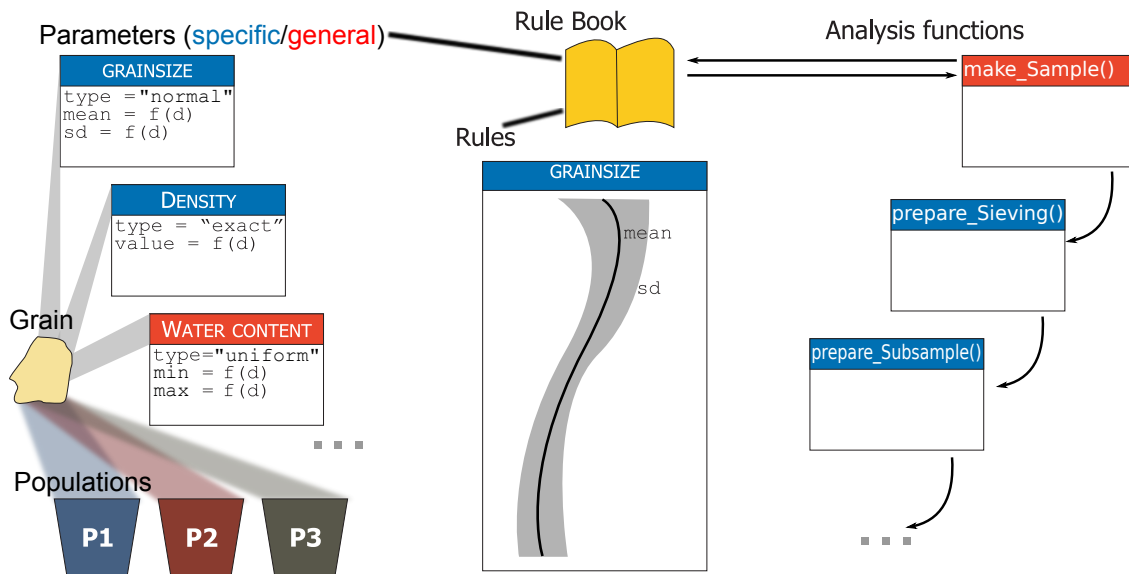 Parameters (specific/general)
GRAINSIZE
type ="normal"
mean = f(d)
sd = f(d)
DENSITY
type = “exact”
value = f(d)
Grain
WATER CONTENT
type="uniform"
min = f(d)
max = f(d)
Populations
P1
P2
P3
Rule Book
Rules
GRAINSIZE
mean
sd
Analysis functions
make_Sample()
prepare_Sieving()
prepare_Subsample()